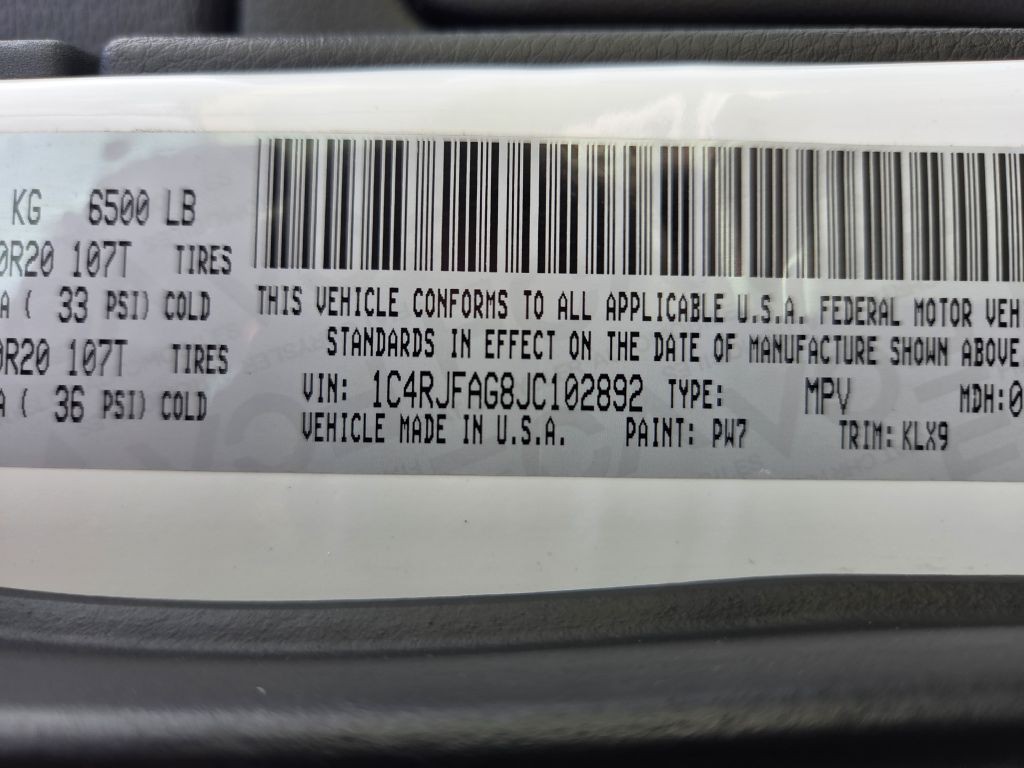 KG 6500 LB
0R20 107T TIRES
A ( 33 PSI) COLD
0R20 107T TIRES
A ( 36 PSI) COLD
THIS VEHICLE CONFORMS TO ALL APPLICABLE U.S.A. FEDERAL MOTOR VEH
STANDARDS IN EFFECT ON THE DATE OF MANUFACTURE SHOWN ABOVE
VIN: 1C4RJFAG8JC102892 TYPE: MPV MDH:0
VEHICLE MADE IN U.S.A. PAINT: PW7 TRIM: KLX9